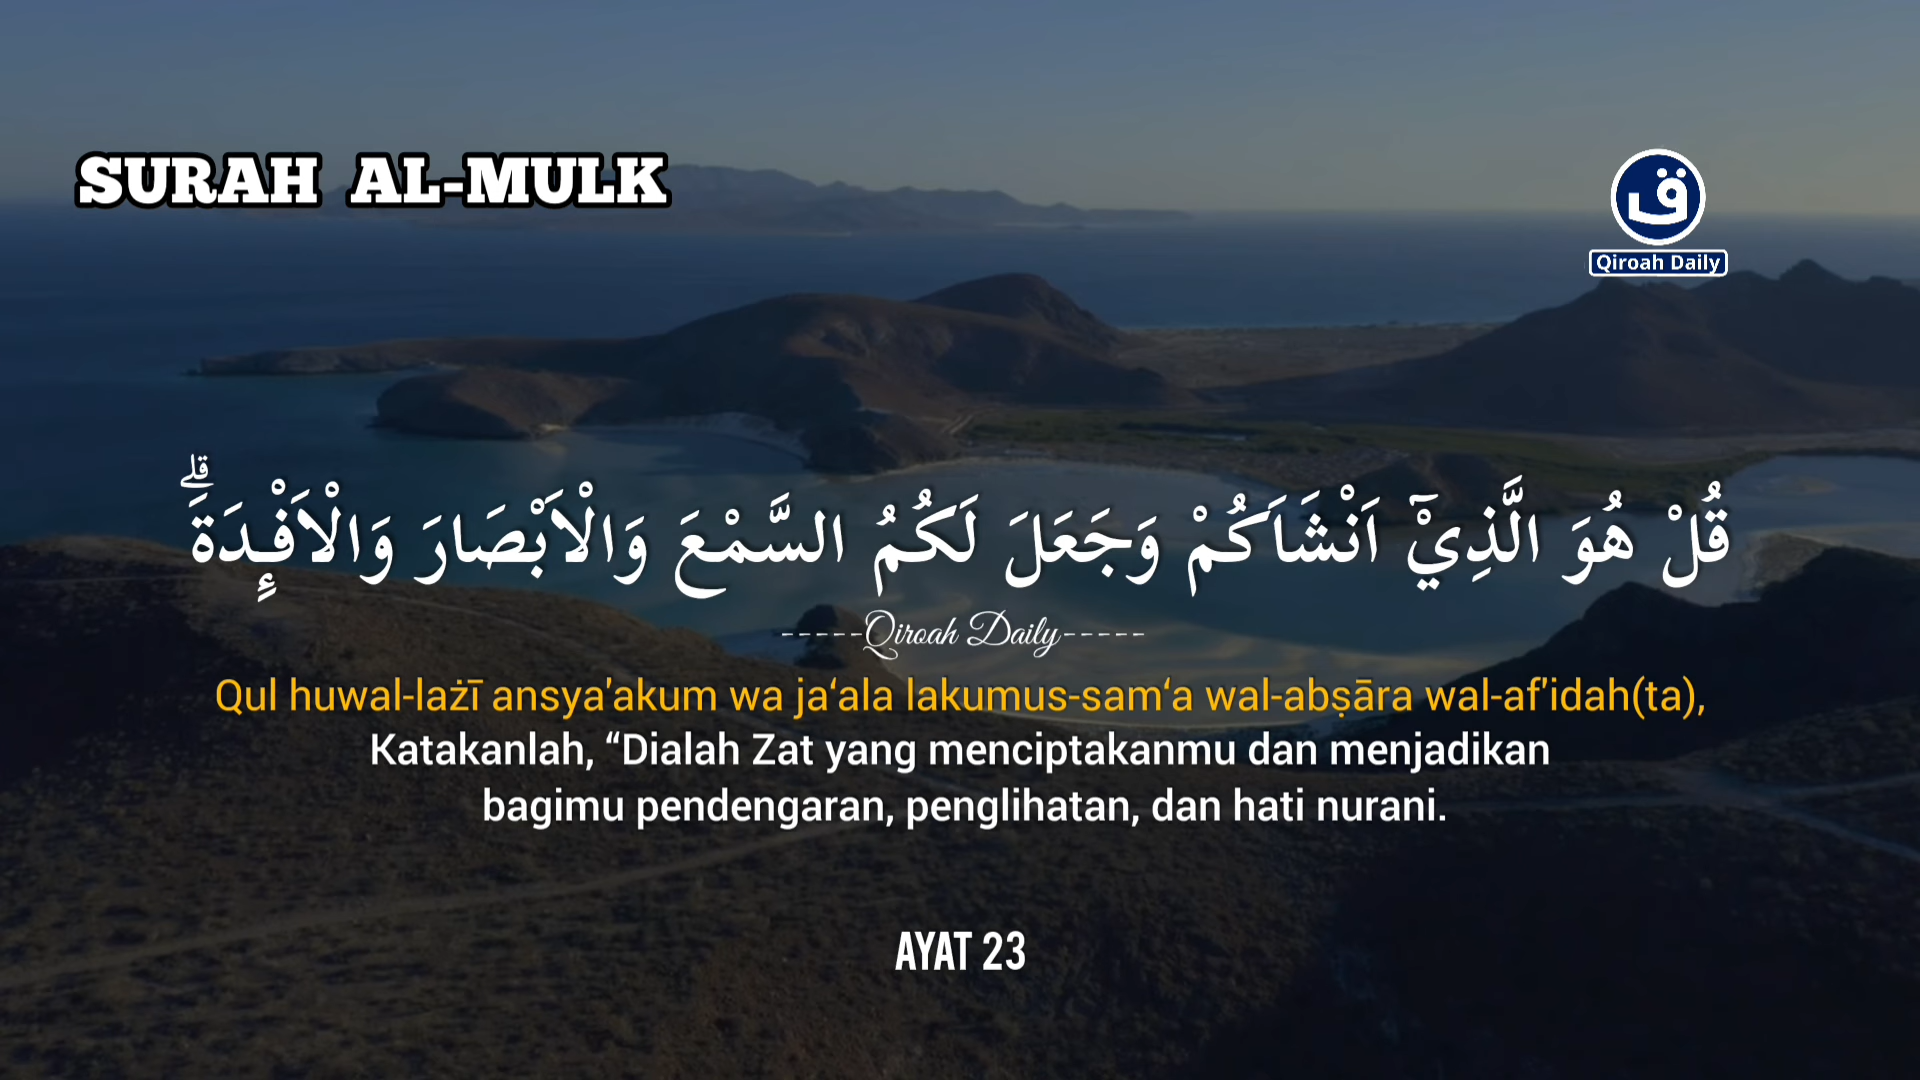 SURAH AL-MULK
ق
Qiroah Daily
قُلْ هُوَ الَّذِيْٓ اَنْشَاَكُمْ وَجَعَلَ لَكُمُ السَّمْعَ وَالْاَبْصَارَ وَالْاَفْـِٕدَةَۗ
-----Qiroah Daily-----
Qul huwal-lażī ansya'akum wa ja‘ala lakumus-sam‘a wal-abṣāra wal-af'idah(ta),
Katakanlah, “Dialah Zat yang menciptakanmu dan menjadikan
bagimu pendengaran, penglihatan, dan hati nurani.
AYAT 23